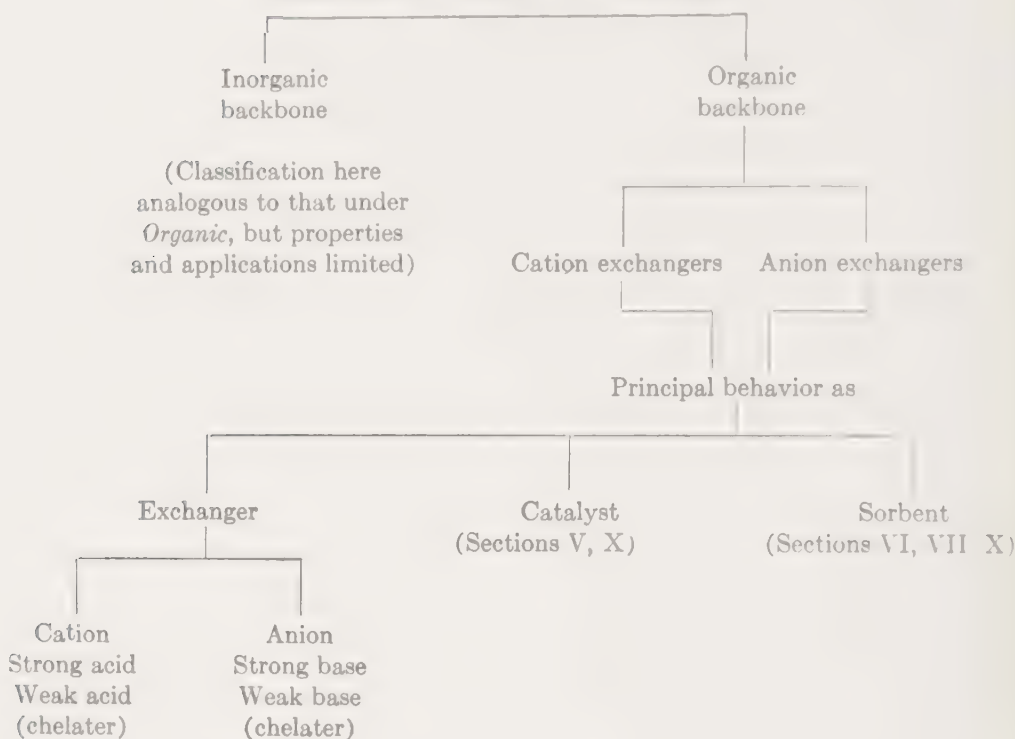 Inorganic
backbone
Organic
backbone
(Classification here
analogous to that under
Organic, but properties
and applications limited)
Cation exchangers
Anion exchangers
Principal behavior as
Exchanger
Catalyst
(Sections V, X)
Sorbent
(Sections VI, VII X)
Cation
Strong acid
Weak acid
(chelater)
Anion
Strong base
Weak base
(chelater)